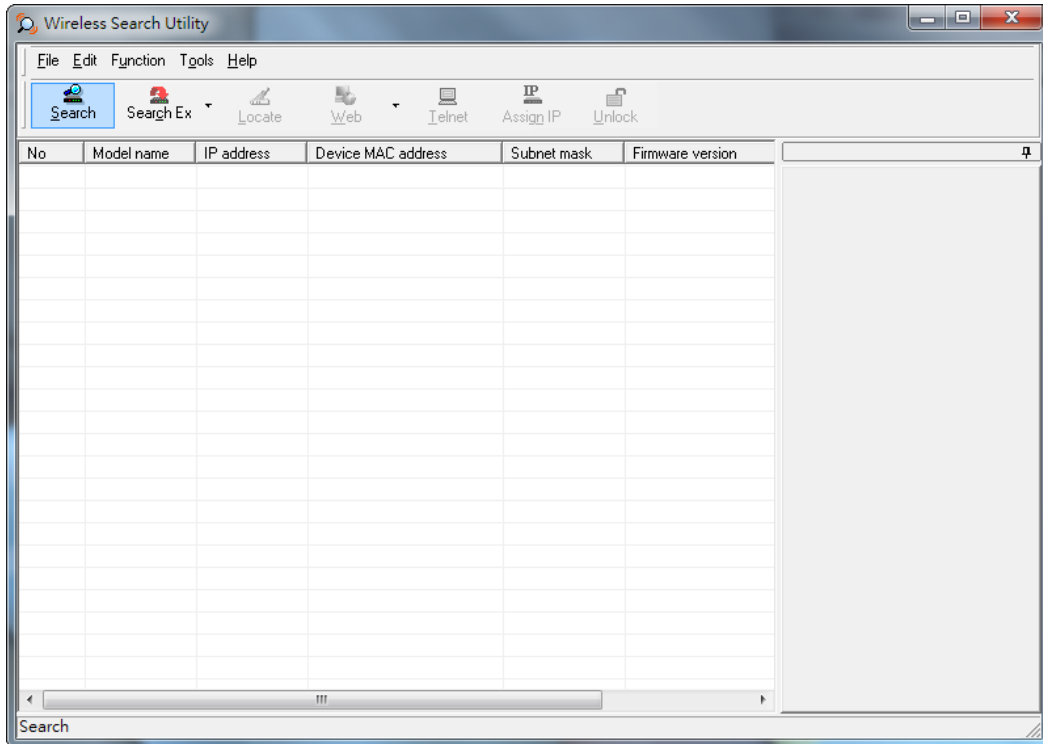 Wireless Search Utility
File Edit Function Tools Help
Search Search Ex Locate Web Telnet IP Assign IP Unlock
No Model name IP address Device MAC address Subnet mask Firmware version
Search